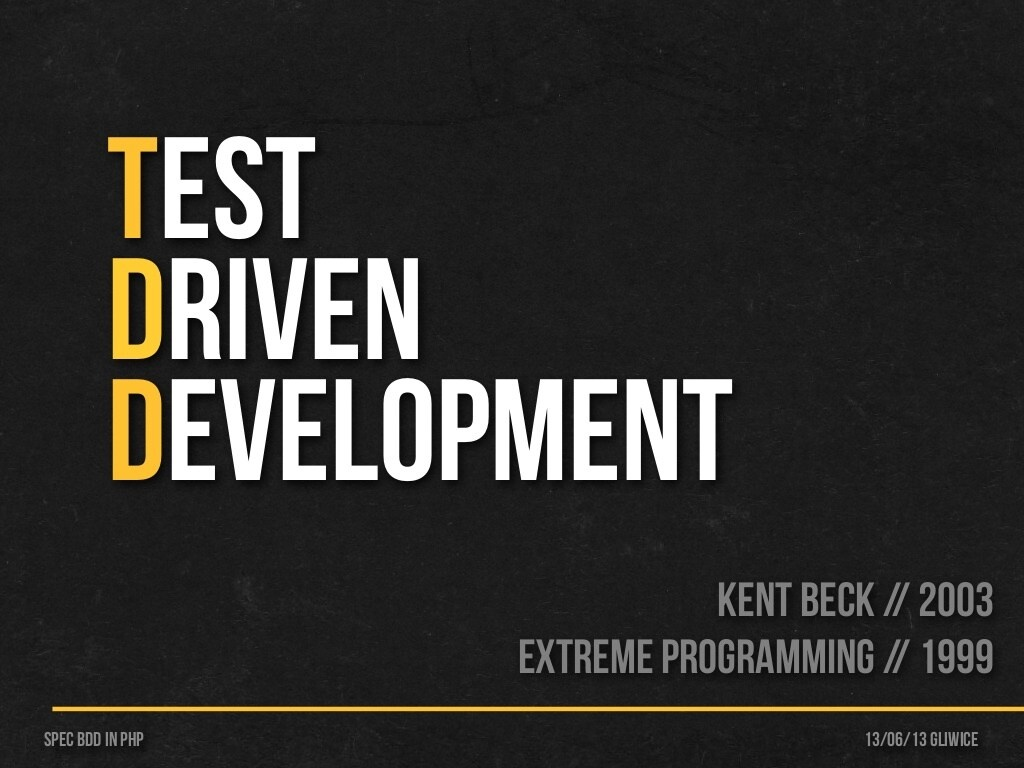 TEST
DRIVEN
DEVELOPMENT
KENT BECK // 2003
EXTREME PROGRAMMING // 1999
SPEC BDD IN PHP
13/06/13 GLIWICE